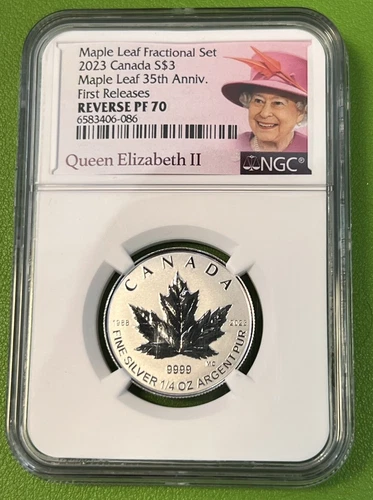 Maple Leaf Fractional Set
2023 Canada S$3
Maple Leaf 35th Anniv.
First Releases
REVERSE PF 70
6583406-086
Queen Elizabeth II
NGC®
CANADA
1988 2023
9999
FINE SILVER 1/4 OZ ARGENT PUR